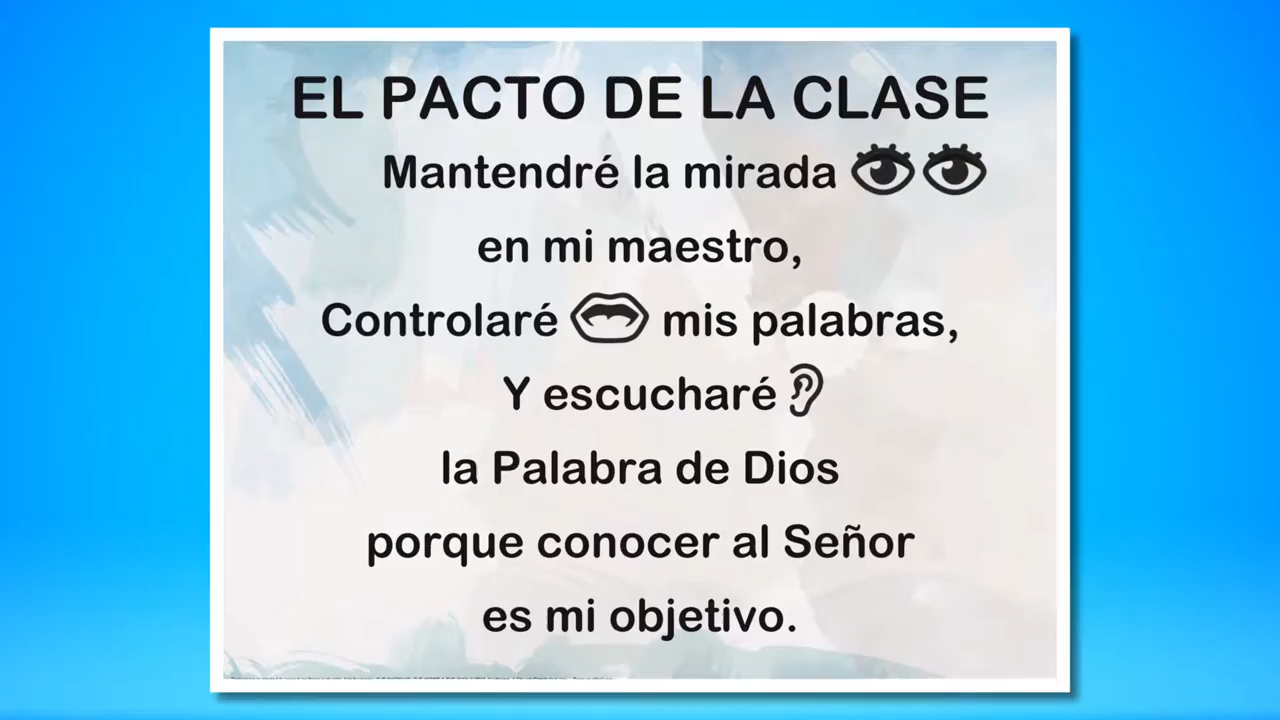 EL PACTO DE LA CLASE
Mantendré la mirada
en mi maestro,
Controlaré mis palabras,
Y escucharé
la Palabra de Dios
porque conocer al Señor
es mi objetivo.